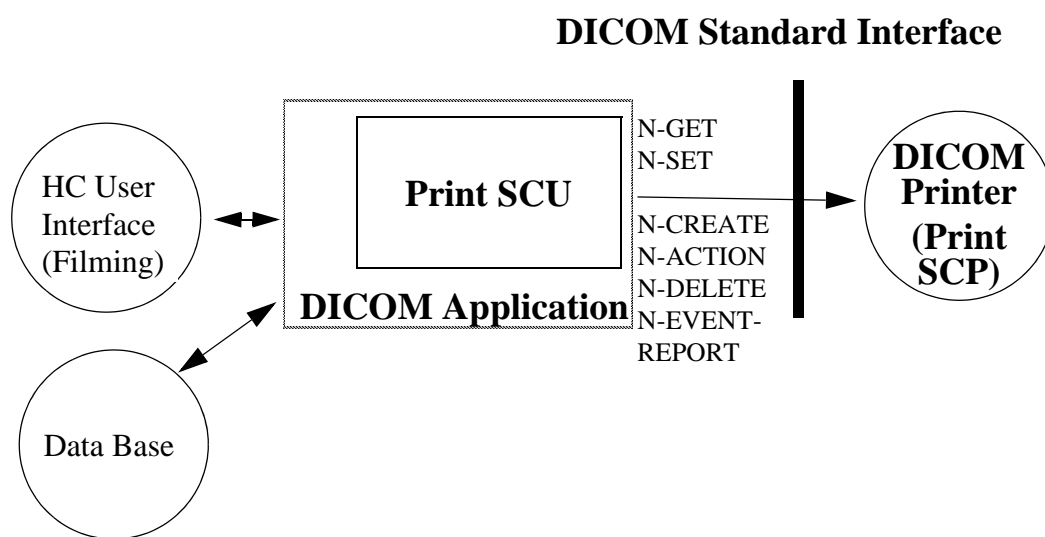 DICOM Standard Interface
HC User
Interface
(Filming)
Data Base
Print SCU
DICOM Application
N-GET
N-SET
N-CREATE
N-ACTION
N-DELETE
N-EVENT-
REPORT
DICOM
Printer
(Print
SCP)